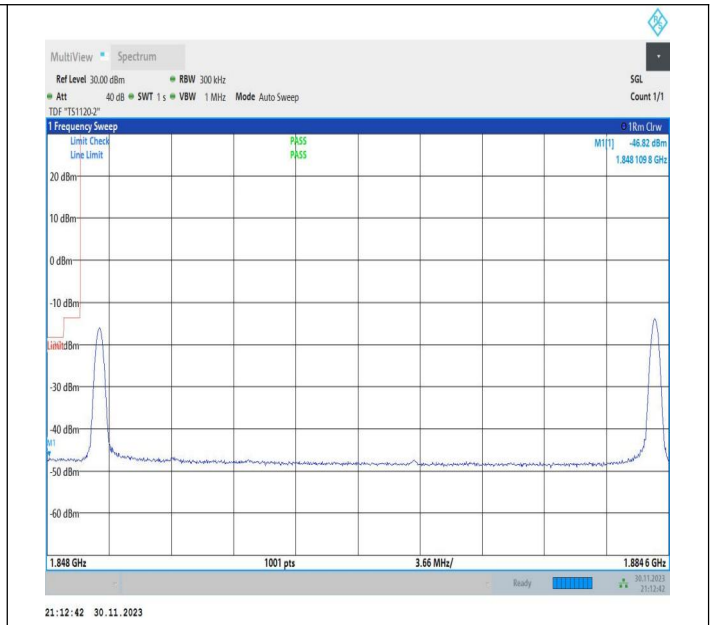 R S
MultiView Spectrum
Ref Level 30.00 dBm RBW 300 kHz SGL
Att 40 dB SWT 1 s VBW 1 MHz Mode Auto Sweep Count 1/1
TDF "TS1120-2"
1 Frequency Sweep 1Rm Clrw
Limit Check PASS M1[1] -46.82 dBm
Line Limit PASS 1.848 109 8 GHz
20 dBm
10 dBm
0 dBm
-10 dBm
-30 dBm
-40 dBm
M1
-50 dBm
-60 dBm
1.848 GHz 1001 pts 3.66 MHz/ 1.884 6 GHz
Ready 30.11.2023
21:12:42
21:12:42 30.11.2023